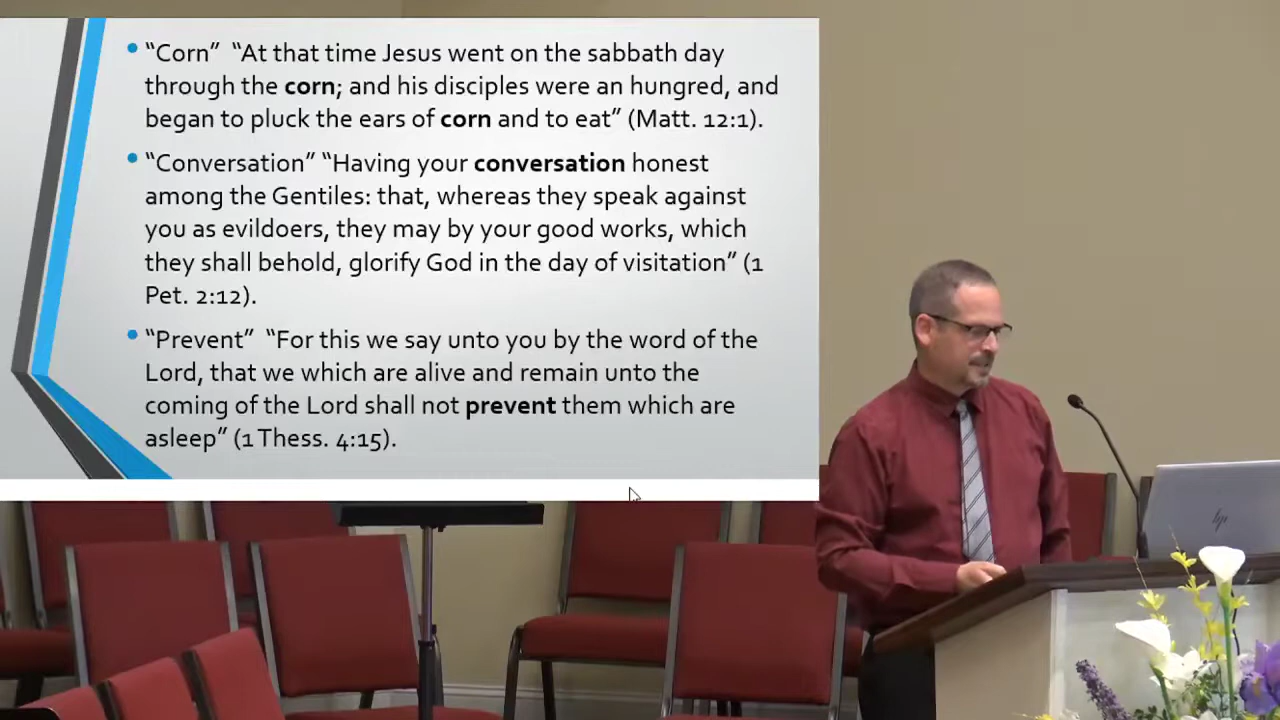 “Corn”  “At that time Jesus went on the sabbath day
through the corn; and his disciples were an hungred, and
began to pluck the ears of corn and to eat” (Matt. 12:1).
“Conversation” “Having your conversation honest
among the Gentiles: that, whereas they speak against
you as evildoers, they may by your good works, which
they shall behold, glorify God in the day of visitation” (1
Pet. 2:12).
“Prevent”  “For this we say unto you by the word of the
Lord, that we which are alive and remain unto the
coming of the Lord shall not prevent them which are
asleep” (1 Thess. 4:15).
hp